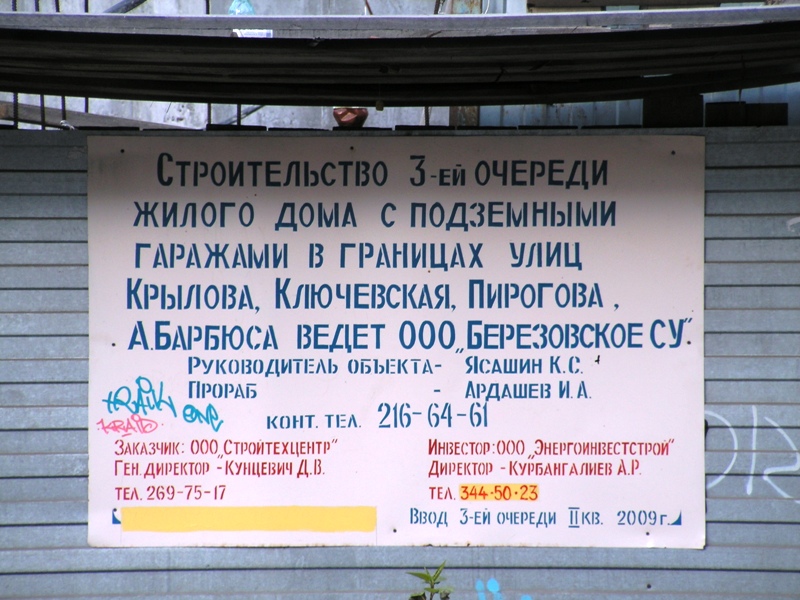 Строительство 3-ей очереди
жилого дома с подземными
гаражами в границах улиц
Крылова, Ключевская, Пирогова,
А.Барбюса ведет ООО „Березовское СУ"
Руководитель объекта- Ясашин К.С.
Прораб - Ардашев И.А.
конт. тел. 216-64-61
Заказчик: ООО „Стройтехцентр"
Ген. директор - Кунцевич Д.В.
тел. 269-75-17
Инвестор: ООО „Энергоинвестстрой"
Директор - Курбангалиев А.Р.
тел. 344-50-23
Ввод 3-ей очереди II кв. 2009г.